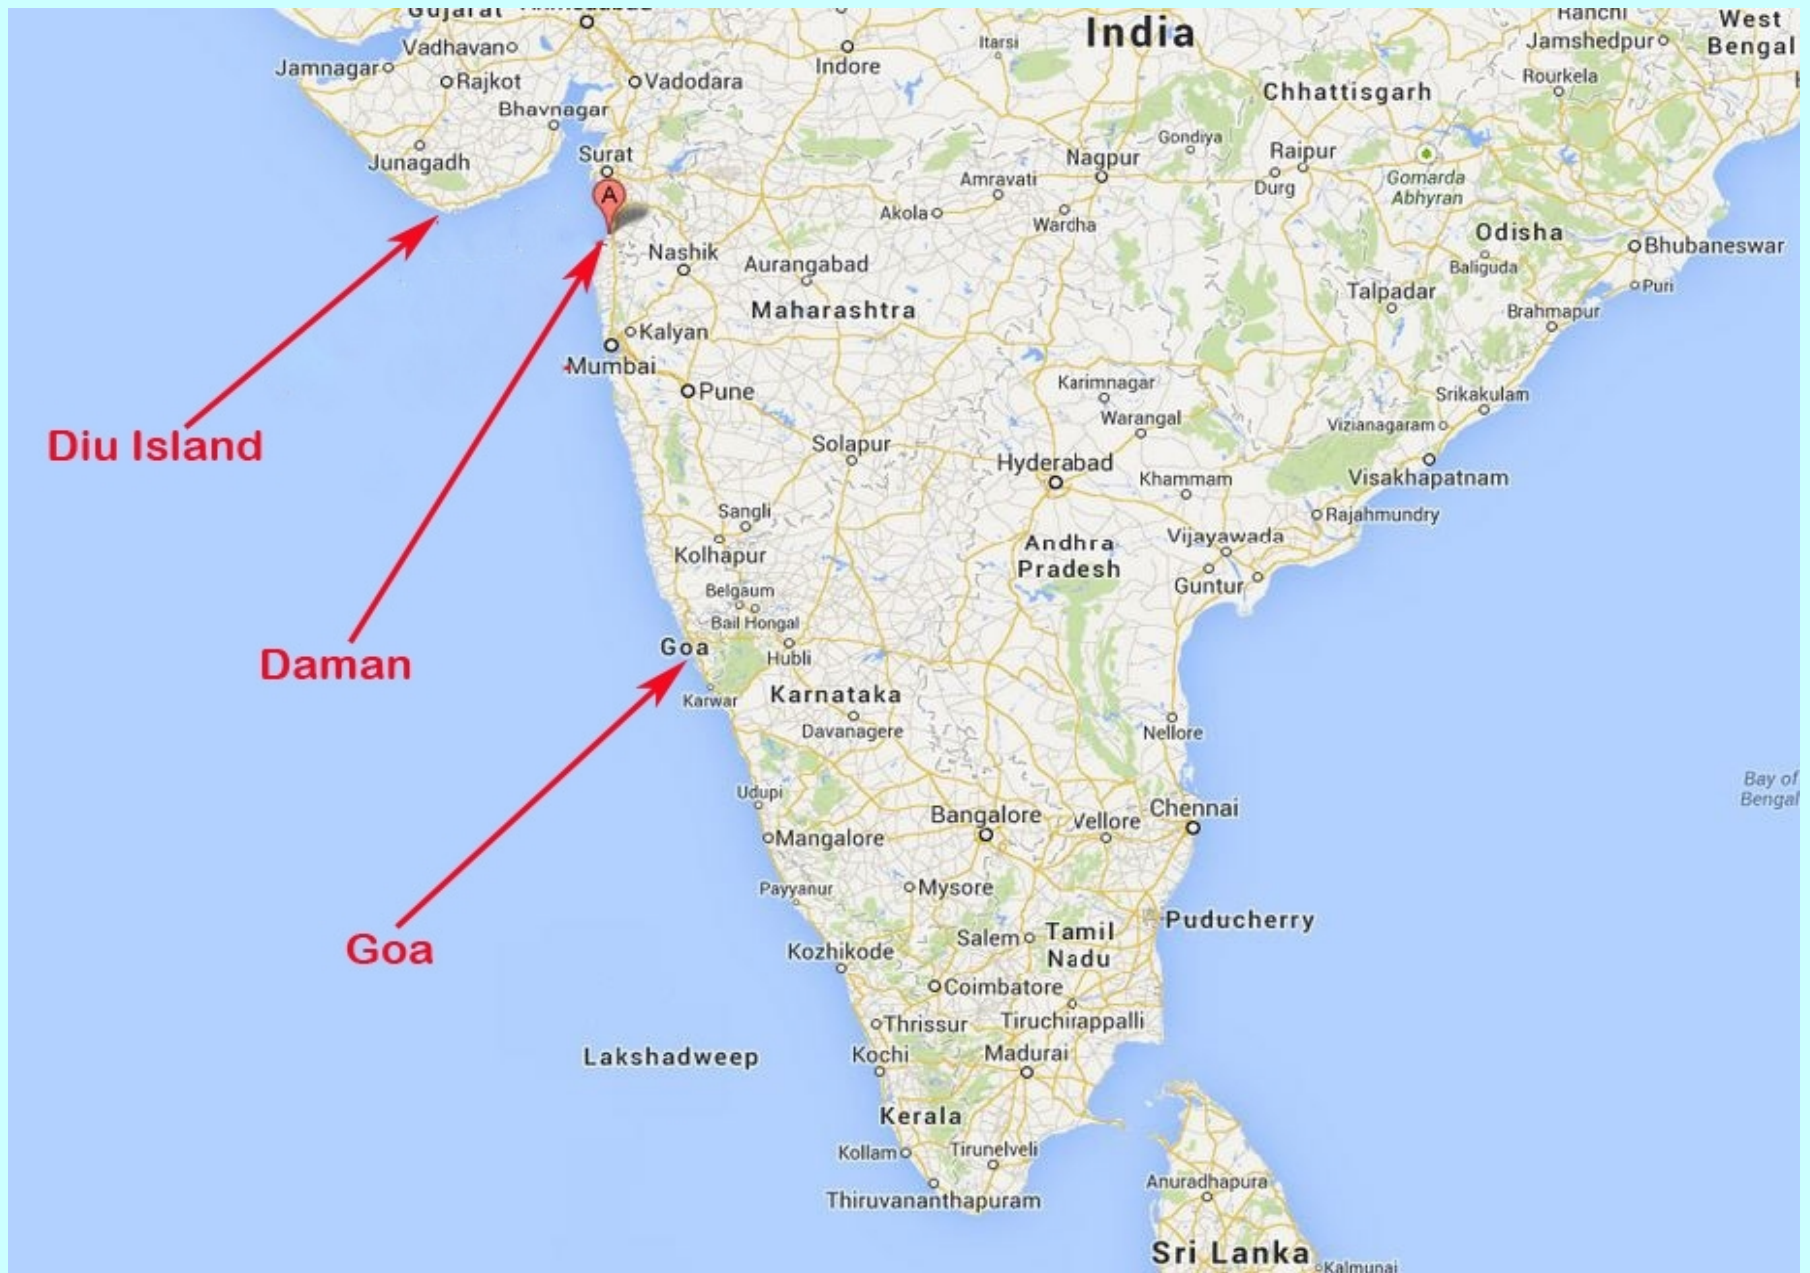 Gujarat
Ahmedabad
India
Ranchi
West
Bengal
Vadhavan
Itarsi
Jamshedpur
Jamnagar
Rajkot
Vadodara
Indore
Rourkela
Chhattisgarh
Bhavnagar
Junagadh
Surat
Gondiya
Nagpur
Raipur
A
Amravati
Durg
Gomarda
Abhyran
Akola
Wardha
Odisha
Bhubaneswar
Nashik
Aurangabad
Baliguda
Puri
Talpadar
Maharashtra
Brahmapur
Kalyan
Mumbai
Pune
Karimnagar
Srikakulam
Warangal
Vizianagaram
Diu Island
Solapur
Hyderabad
Khammam
Visakhapatnam
Sangli
Rajahmundry
Kolhapur
Andhra
Pradesh
Vijayawada
Guntur
Belgaum
Bail Hongal
Goa
Hubli
Daman
Karwar
Karnataka
Davanagere
Nellore
Bay of
Bengal
Udupi
Bangalore
Vellore
Chennai
Mangalore
Payyanur
Mysore
Puducherry
Goa
Salem
Tamil
Nadu
Kozhikode
Coimbatore
Thrissur
Tiruchirappalli
Lakshadweep
Kochi
Madurai
Kerala
Kollam
Tirunelveli
Anuradhapura
Thiruvananthapuram
Sri Lanka
Kalmunai